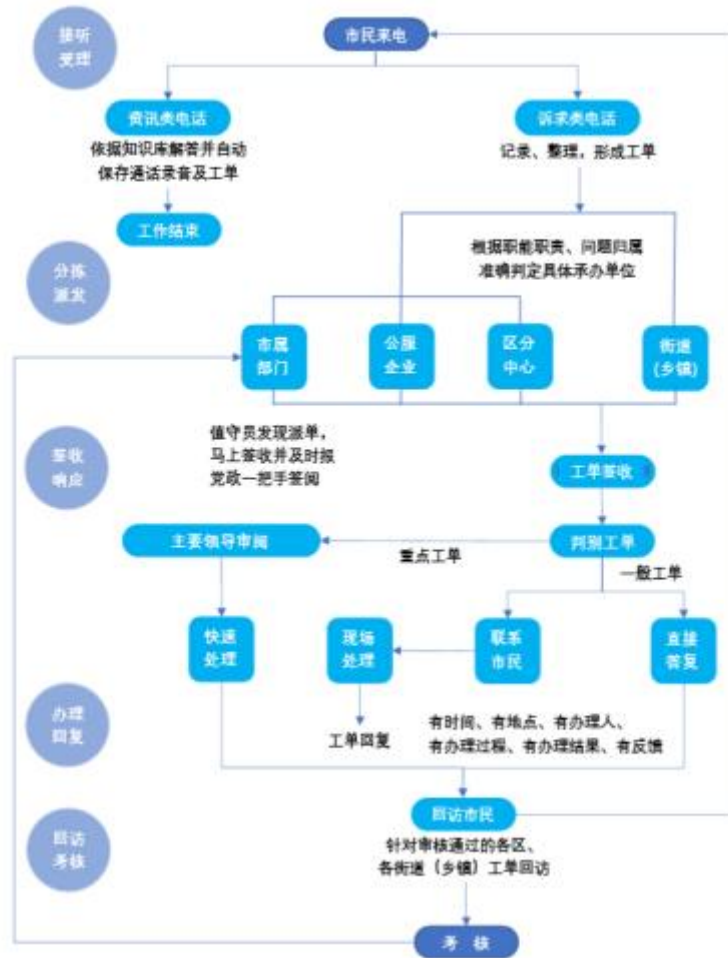 接听
受理
市民来电
资讯类电话
诉求类电话
依据知识库解答并自动
保存通话录音及工单
记录、整理，形成工单
工作结束
分拣
派发
根据职能职责、问题归属
准确判定具体承办单位
市属
部门
公服
企业
区分
中心
街道
(乡镇)
值守员发现派单，
马上签收并及时报
党政一把手签阅
签收
响应
工单签收
主要领导审阅
重点工单
判别工单
一般工单
快速
处理
现场
处理
联系
市民
直接
答复
办理
回复
工单回复
有时间、有地点、有办理人、
有办理过程、有办理结果、有反馈
回访
考核
回访市民
针对审核通过的各区、
各街道（乡镇）工单回访
考 核